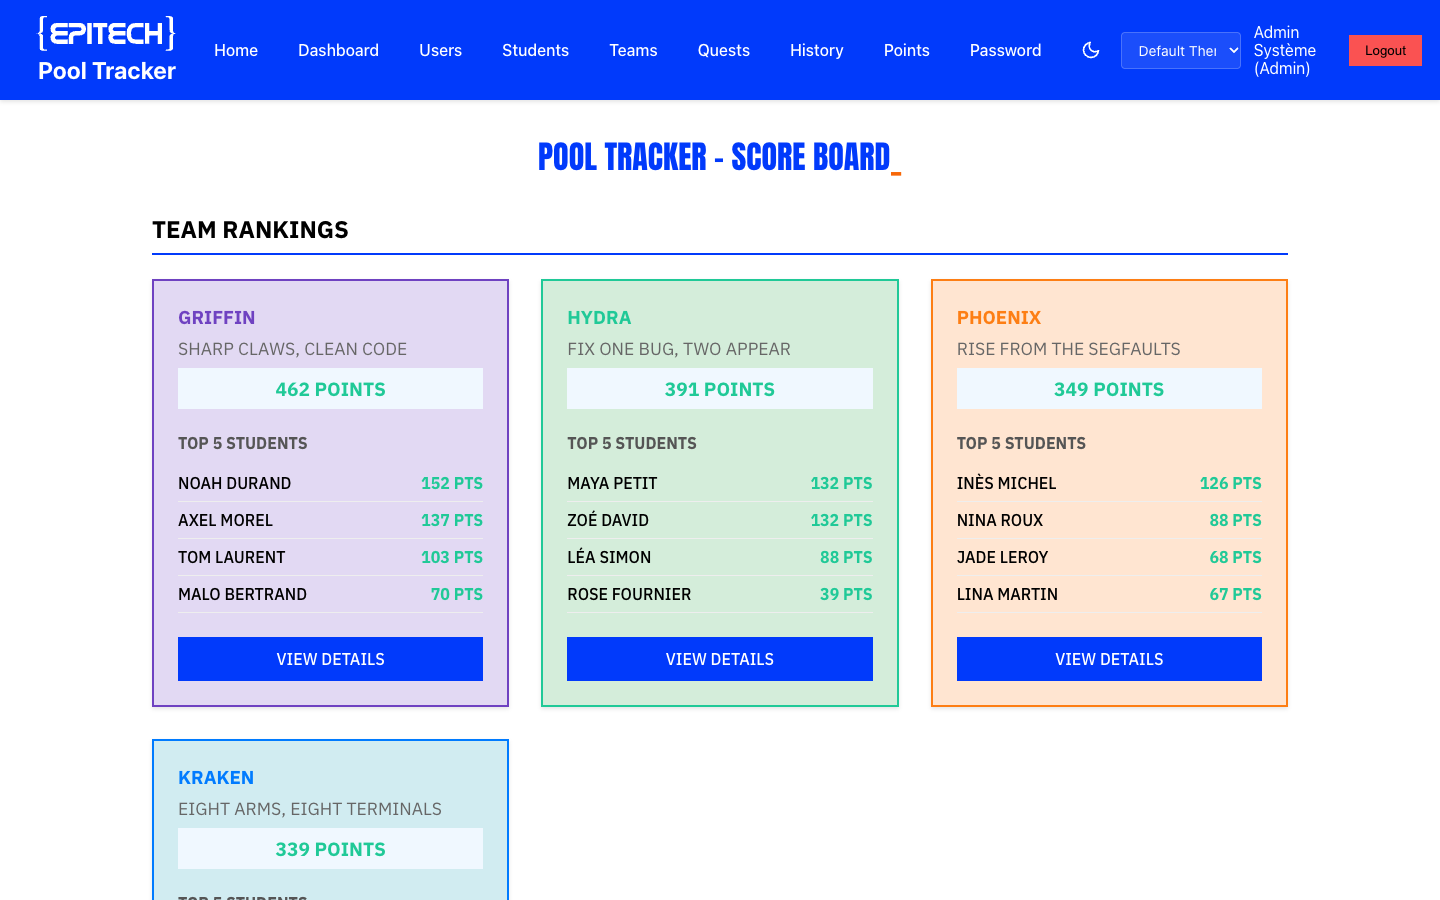 {EPITECH}
Pool Tracker
Home
Dashboard
Users
Students
Teams
Quests
History
Points
Password
Default Ther
Admin
Système
(Admin)
Logout
POOL TRACKER - SCORE BOARD_
TEAM RANKINGS
GRIFFIN
SHARP CLAWS, CLEAN CODE
462 POINTS
TOP 5 STUDENTS
NOAH DURAND 152 PTS
AXEL MOREL 137 PTS
TOM LAURENT 103 PTS
MALO BERTRAND 70 PTS
VIEW DETAILS
HYDRA
FIX ONE BUG, TWO APPEAR
391 POINTS
TOP 5 STUDENTS
MAYA PETIT 132 PTS
ZOÉ DAVID 132 PTS
LÉA SIMON 88 PTS
ROSE FOURNIER 39 PTS
VIEW DETAILS
PHOENIX
RISE FROM THE SEGFAULTS
349 POINTS
TOP 5 STUDENTS
INÈS MICHEL 126 PTS
NINA ROUX 88 PTS
JADE LEROY 68 PTS
LINA MARTIN 67 PTS
VIEW DETAILS
KRAKEN
EIGHT ARMS, EIGHT TERMINALS
339 POINTS
TOP 5 STUDENTS